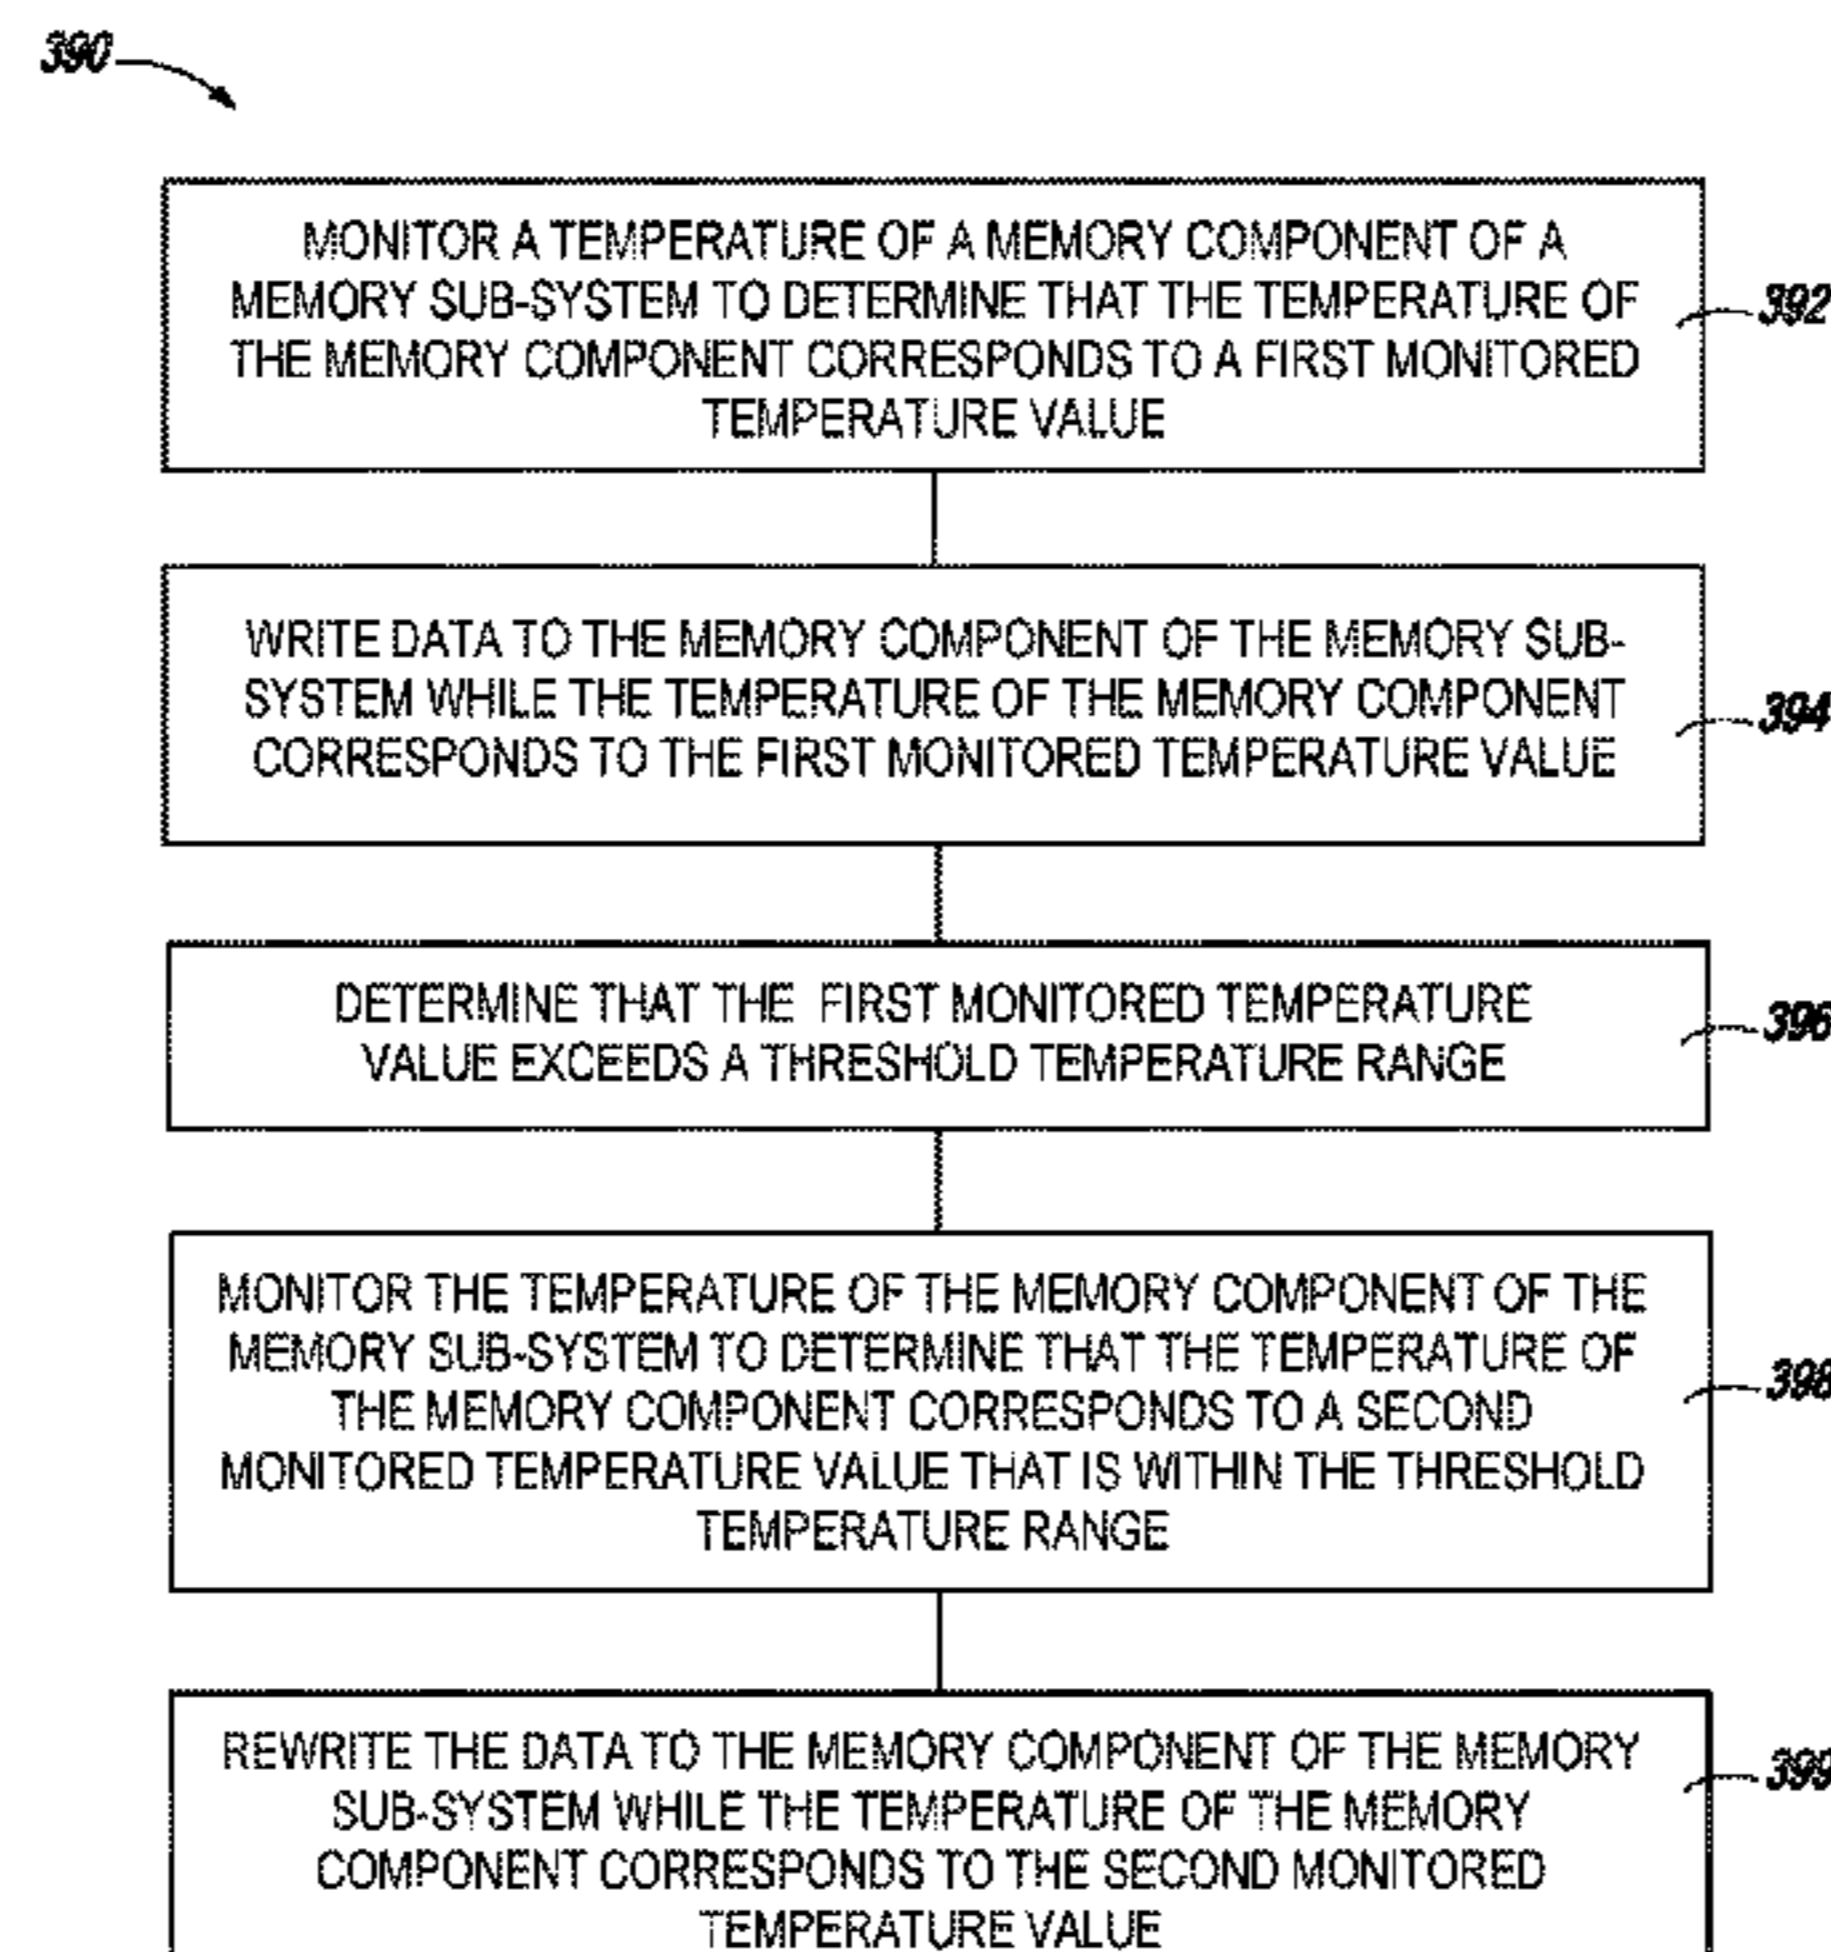 390
MONITOR A TEMPERATURE OF A MEMORY COMPONENT OF A
MEMORY SUB-SYSTEM TO DETERMINE THAT THE TEMPERATURE OF
THE MEMORY COMPONENT CORRESPONDS TO A FIRST MONITORED
TEMPERATURE VALUE
392
WRITE DATA TO THE MEMORY COMPONENT OF THE MEMORY SUB-
SYSTEM WHILE THE TEMPERATURE OF THE MEMORY COMPONENT
CORRESPONDS TO THE FIRST MONITORED TEMPERATURE VALUE
394
DETERMINE THAT THE FIRST MONITORED TEMPERATURE
VALUE EXCEEDS A THRESHOLD TEMPERATURE RANGE
396
MONITOR THE TEMPERATURE OF THE MEMORY COMPONENT OF THE
MEMORY SUB-SYSTEM TO DETERMINE THAT THE TEMPERATURE OF
THE MEMORY COMPONENT CORRESPONDS TO A SECOND
MONITORED TEMPERATURE VALUE THAT IS WITHIN THE THRESHOLD
TEMPERATURE RANGE
398
REWRITE THE DATA TO THE MEMORY COMPONENT OF THE MEMORY
SUB-SYSTEM WHILE THE TEMPERATURE OF THE MEMORY
COMPONENT CORRESPONDS TO THE SECOND MONITORED
TEMPERATURE VALUE
399